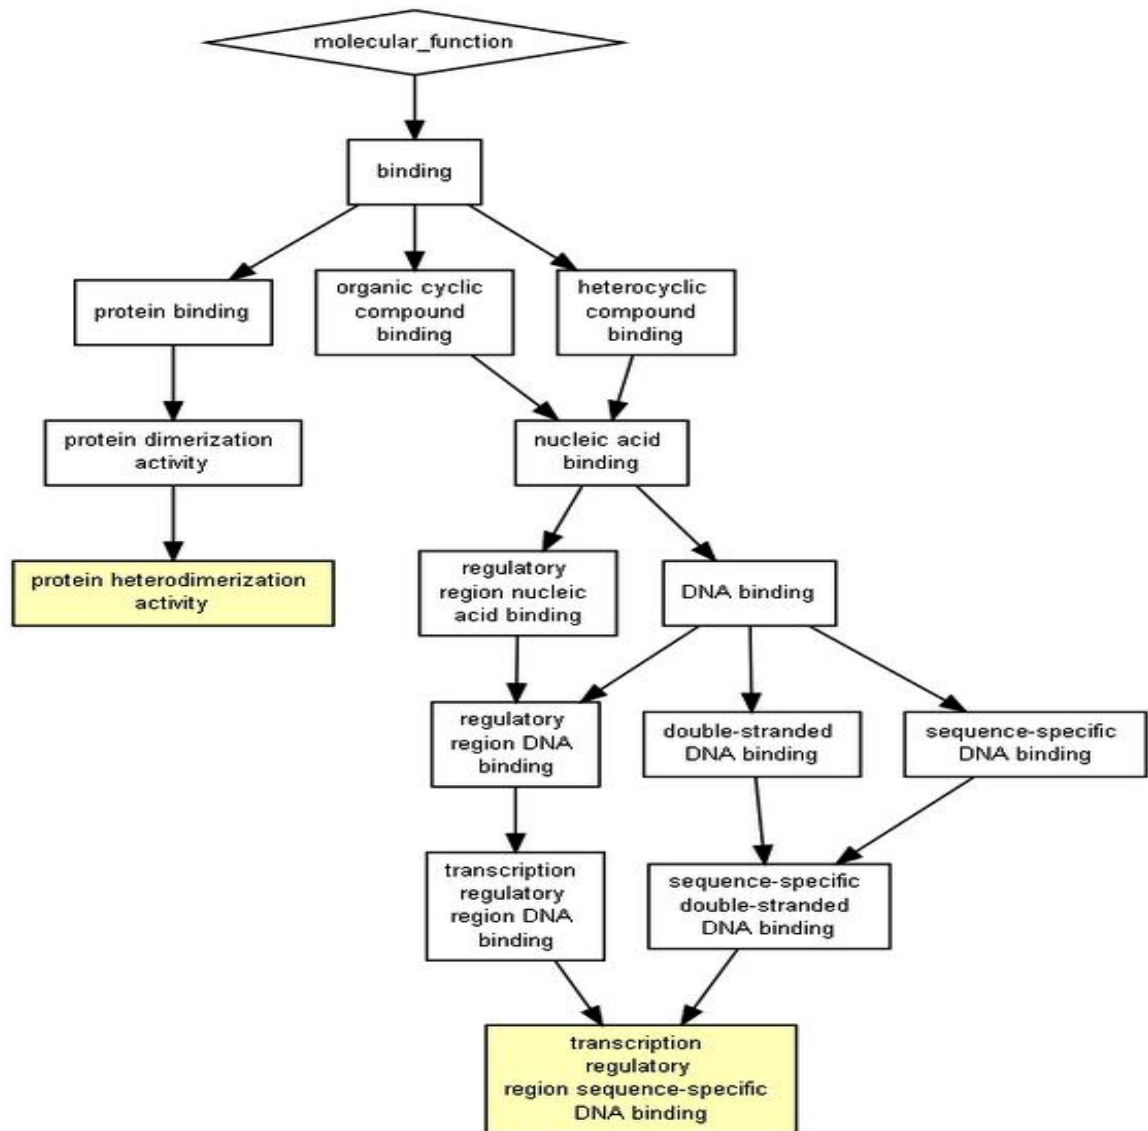 molecular_function
binding
protein binding
organic cyclic
compound
binding
heterocyclic
compound
binding
protein dimerization
activity
nucleic acid
binding
protein heterodimerization
activity
regulatory
region nucleic
acid binding
DNA binding
regulatory
region DNA
binding
double-stranded
DNA binding
sequence-specific
DNA binding
transcription
regulatory
region DNA
binding
sequence-specific
double-stranded
DNA binding
transcription
regulatory
region sequence-specific
DNA binding